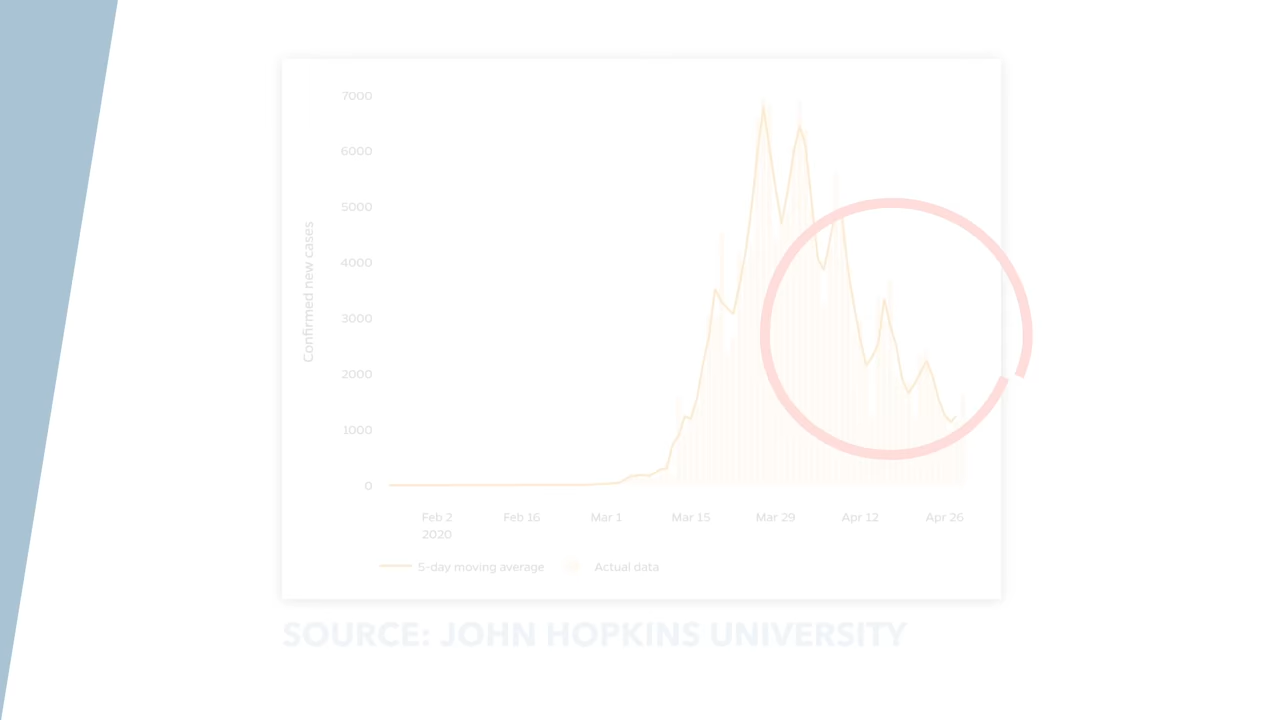 7000
6000
5000
4000
3000
2000
1000
0
Confirmed new cases
Feb 2 Feb 16 Mar 1 Mar 15 Mar 29 Apr 12 Apr 26
2020
5-day moving average Actual data
SOURCE: JOHN HOPKINS UNIVERSITY